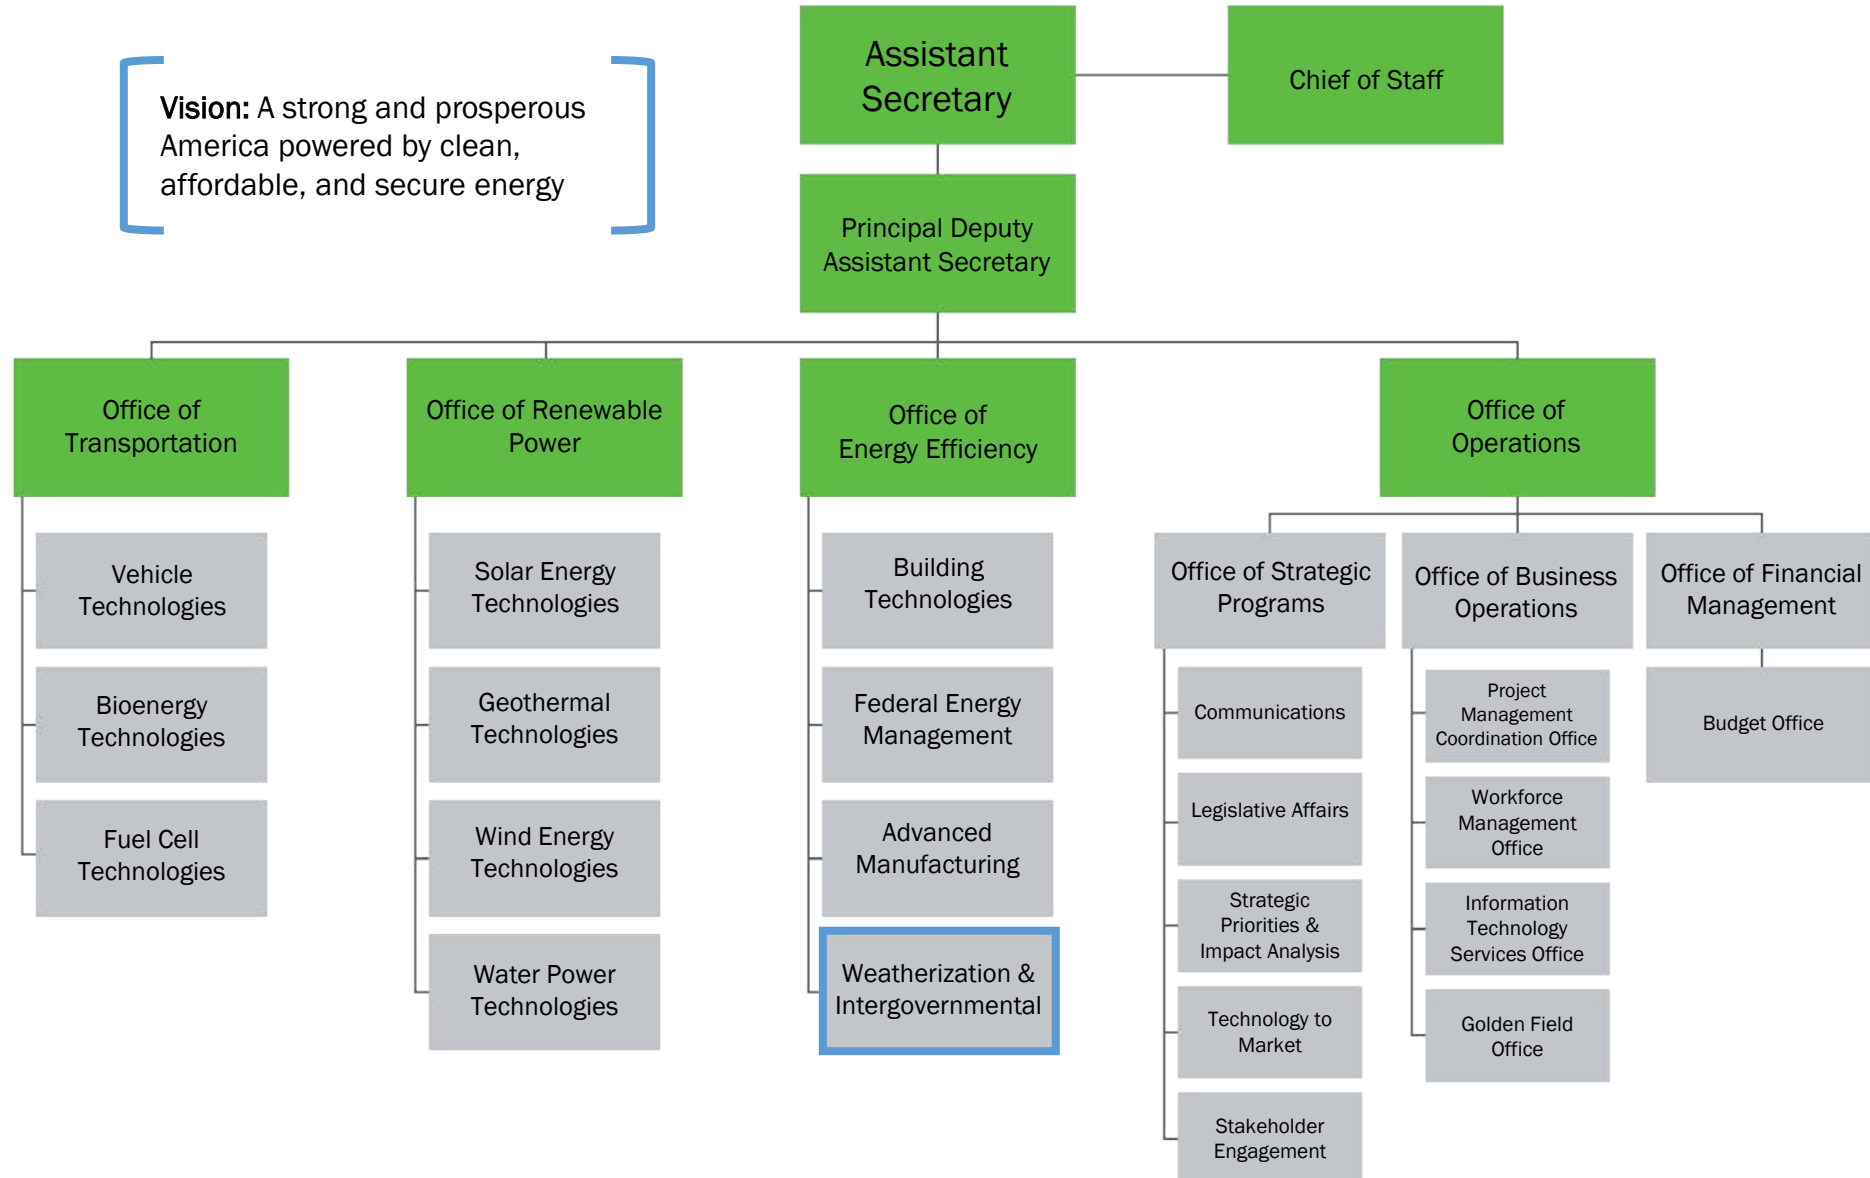 Assistant
Secretary
Chief of Staff
Vision: A strong and prosperous
America powered by clean,
affordable, and secure energy
Principal Deputy
Assistant Secretary
Office of
Transportation
Office of Renewable
Power
Office of
Energy Efficiency
Office of
Operations
Vehicle
Technologies
Bioenergy
Technologies
Fuel Cell
Technologies
Solar Energy
Technologies
Geothermal
Technologies
Wind Energy
Technologies
Water Power
Technologies
Building
Technologies
Federal Energy
Management
Advanced
Manufacturing
Weatherization &
Intergovernmental
Office of Strategic
Programs
Communications
Legislative Affairs
Strategic
Priorities &
Impact Analysis
Technology to
Market
Stakeholder
Engagement
Office of Business
Operations
Project
Management
Coordination Office
Workforce
Management
Office
Information
Technology
Services Office
Golden Field
Office
Office of Financial
Management
Budget Office